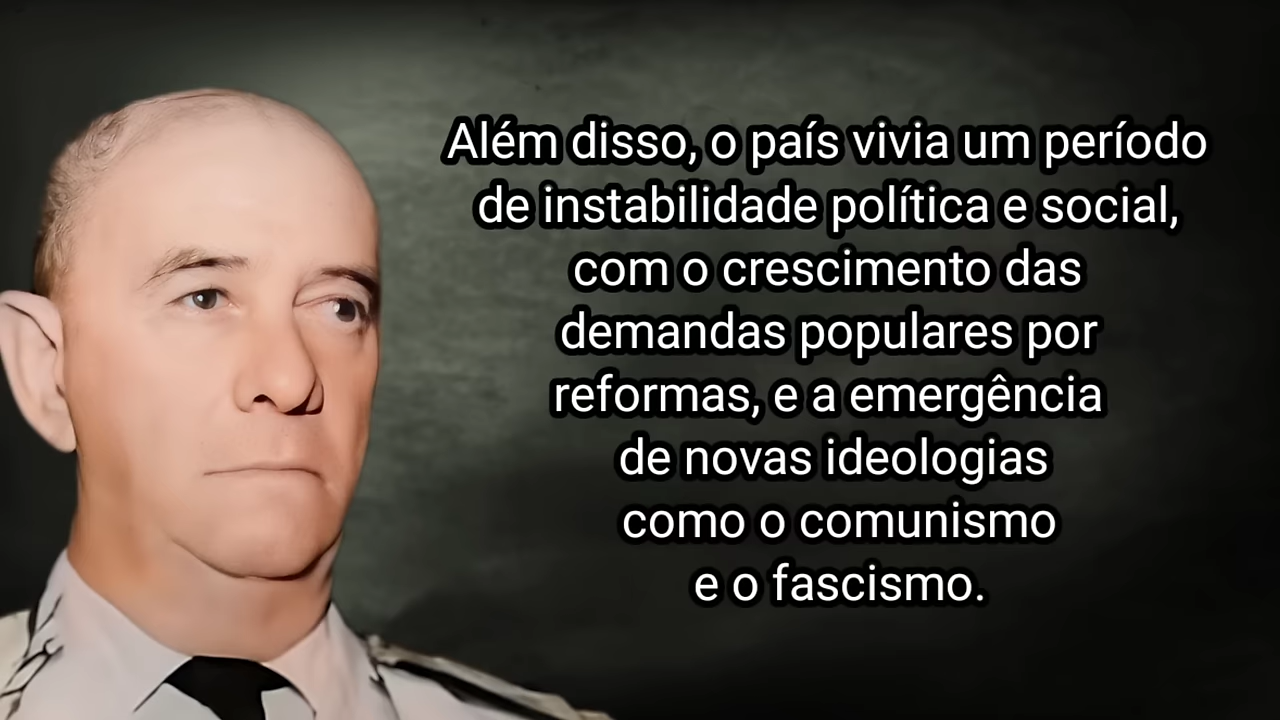 Além disso, o país vivia um período
de instabilidade política e social,
com o crescimento das
demandas populares por
reformas, e a emergência
de novas ideologias
como o comunismo
e o fascismo.